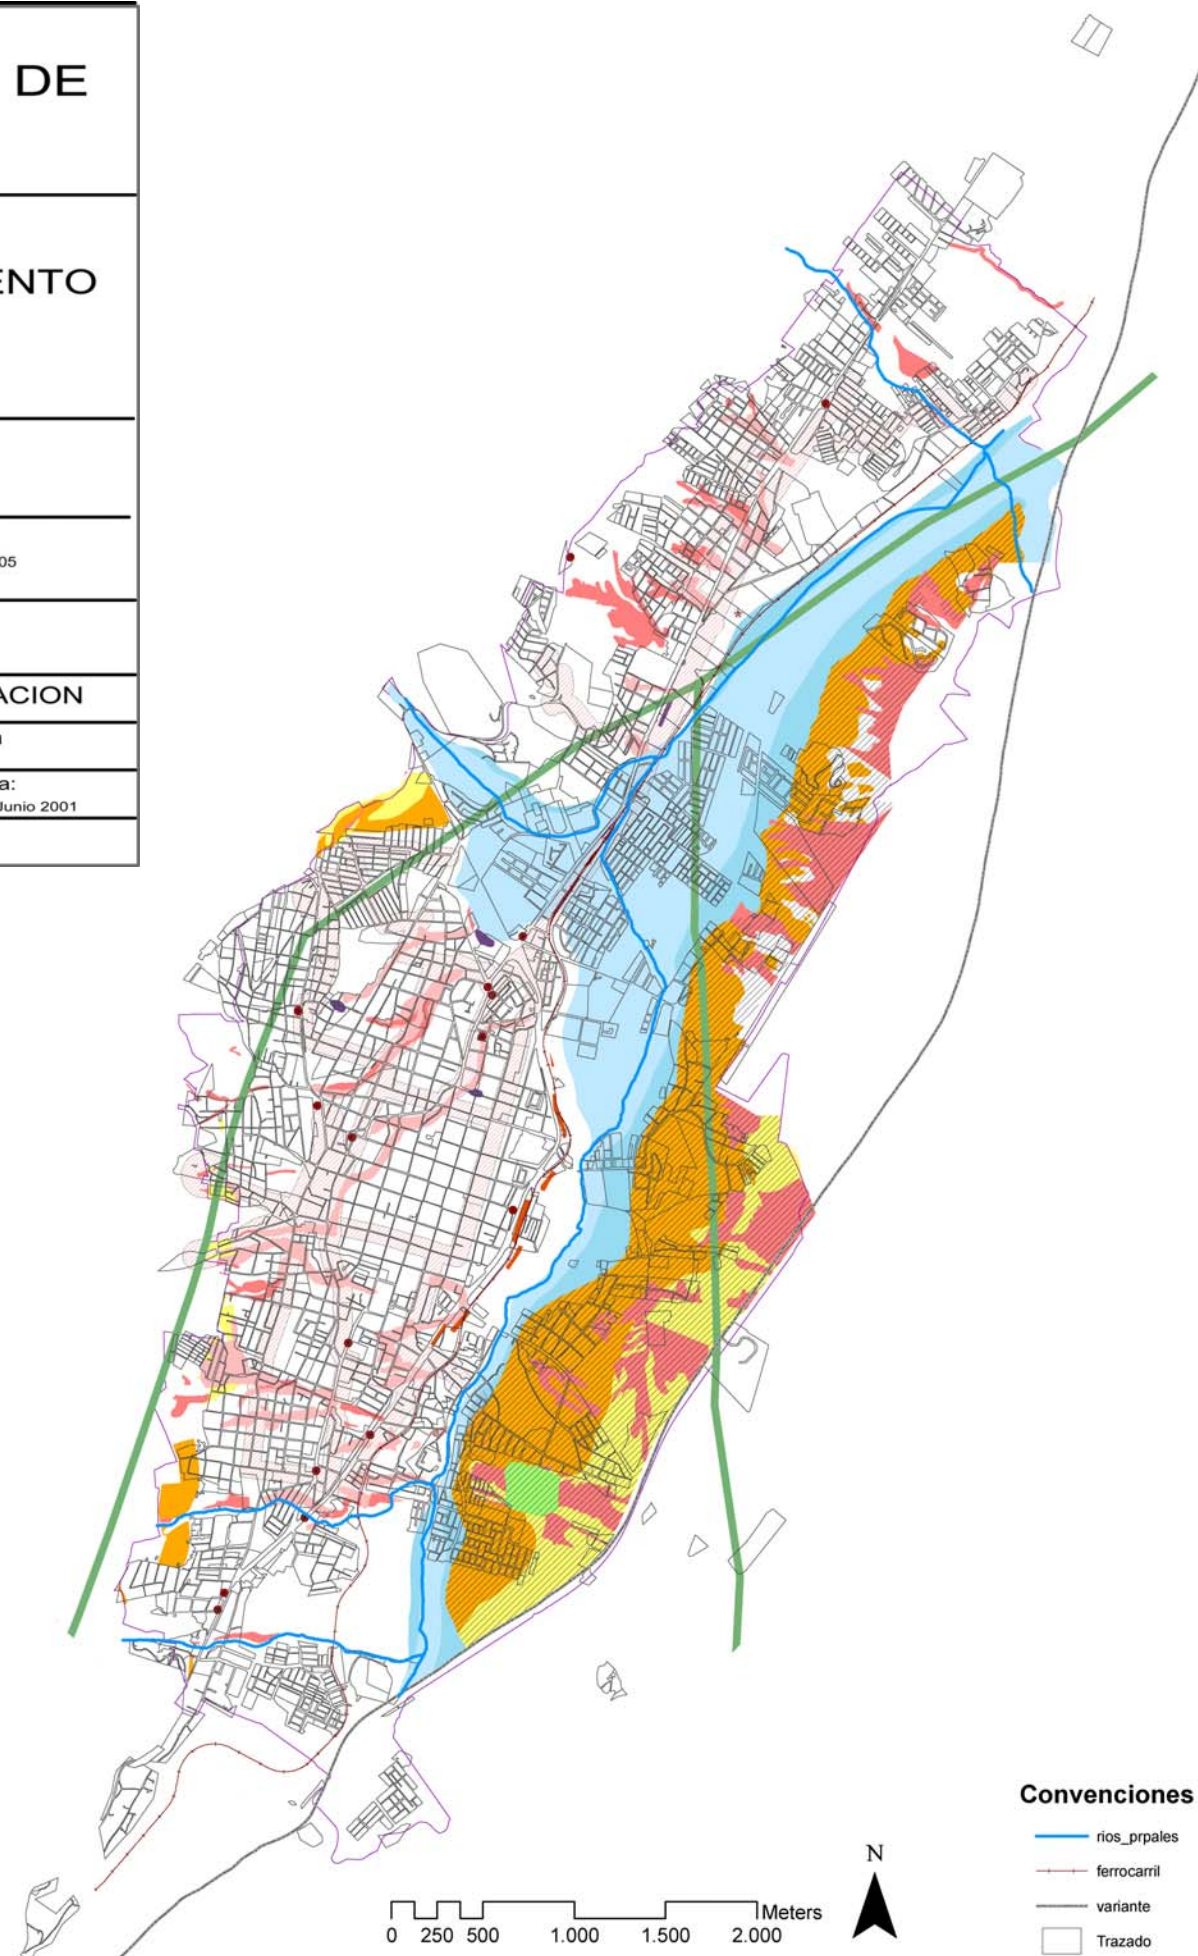 DE
ENTO
05
ACION
a:
Junio 2001
Convenciones
rios_prpales
ferrocarril
variante
Trazado
N
Meters
0 250 500 1.000 1.500 2.000